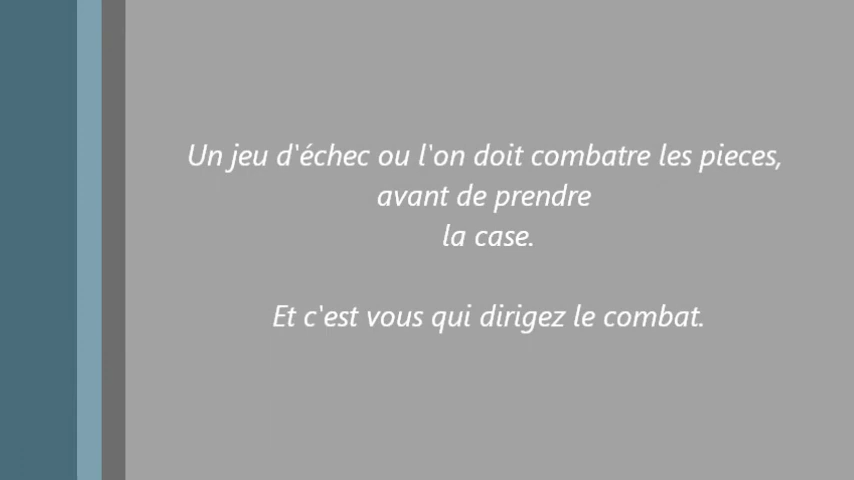 Un jeu d'échec ou l'on doit combatre les pieces,
avant de prendre
la case.
Et c'est vous qui dirigez le combat.